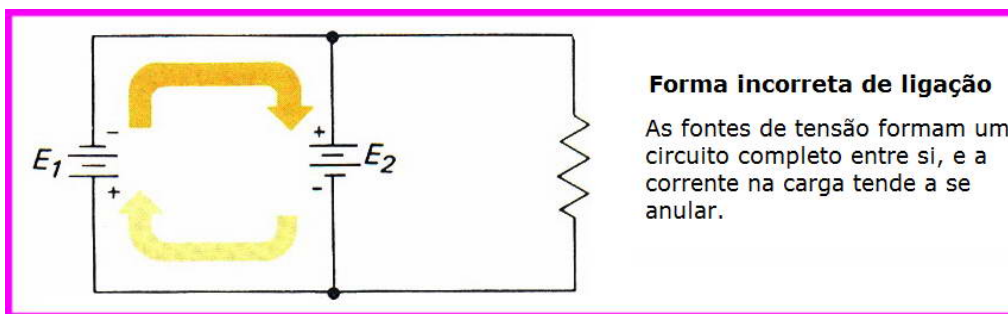 Forma incorreta de ligação
As fontes de tensão formam um
circuito completo entre si, e a
corrente na carga tende a se
anular.
-
E1
+
+
E2
-